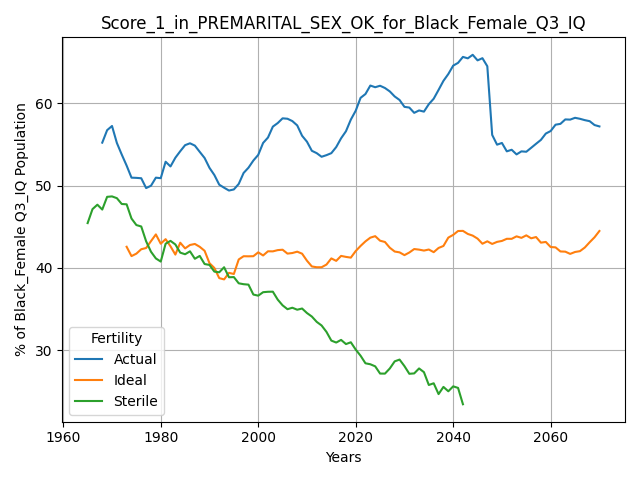 Score_1_in_PREMARITAL_SEX_OK_for_Black_Female_Q3_IQ
% of Black_Female Q3_IQ Population
60
50
40
30
Fertility
Actual
Ideal
Sterile
1960 1980 2000 2020 2040 2060
Years